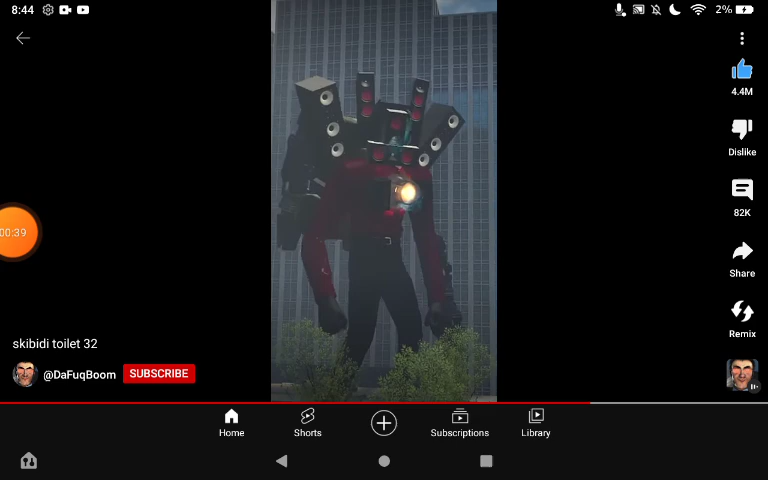 8:44
2%
4.4M
Dislike
82K
00:39
Share
Remix
skibidi toilet 32
@DaFuqBoom
SUBSCRIBE
Home
Shorts
Subscriptions
Library